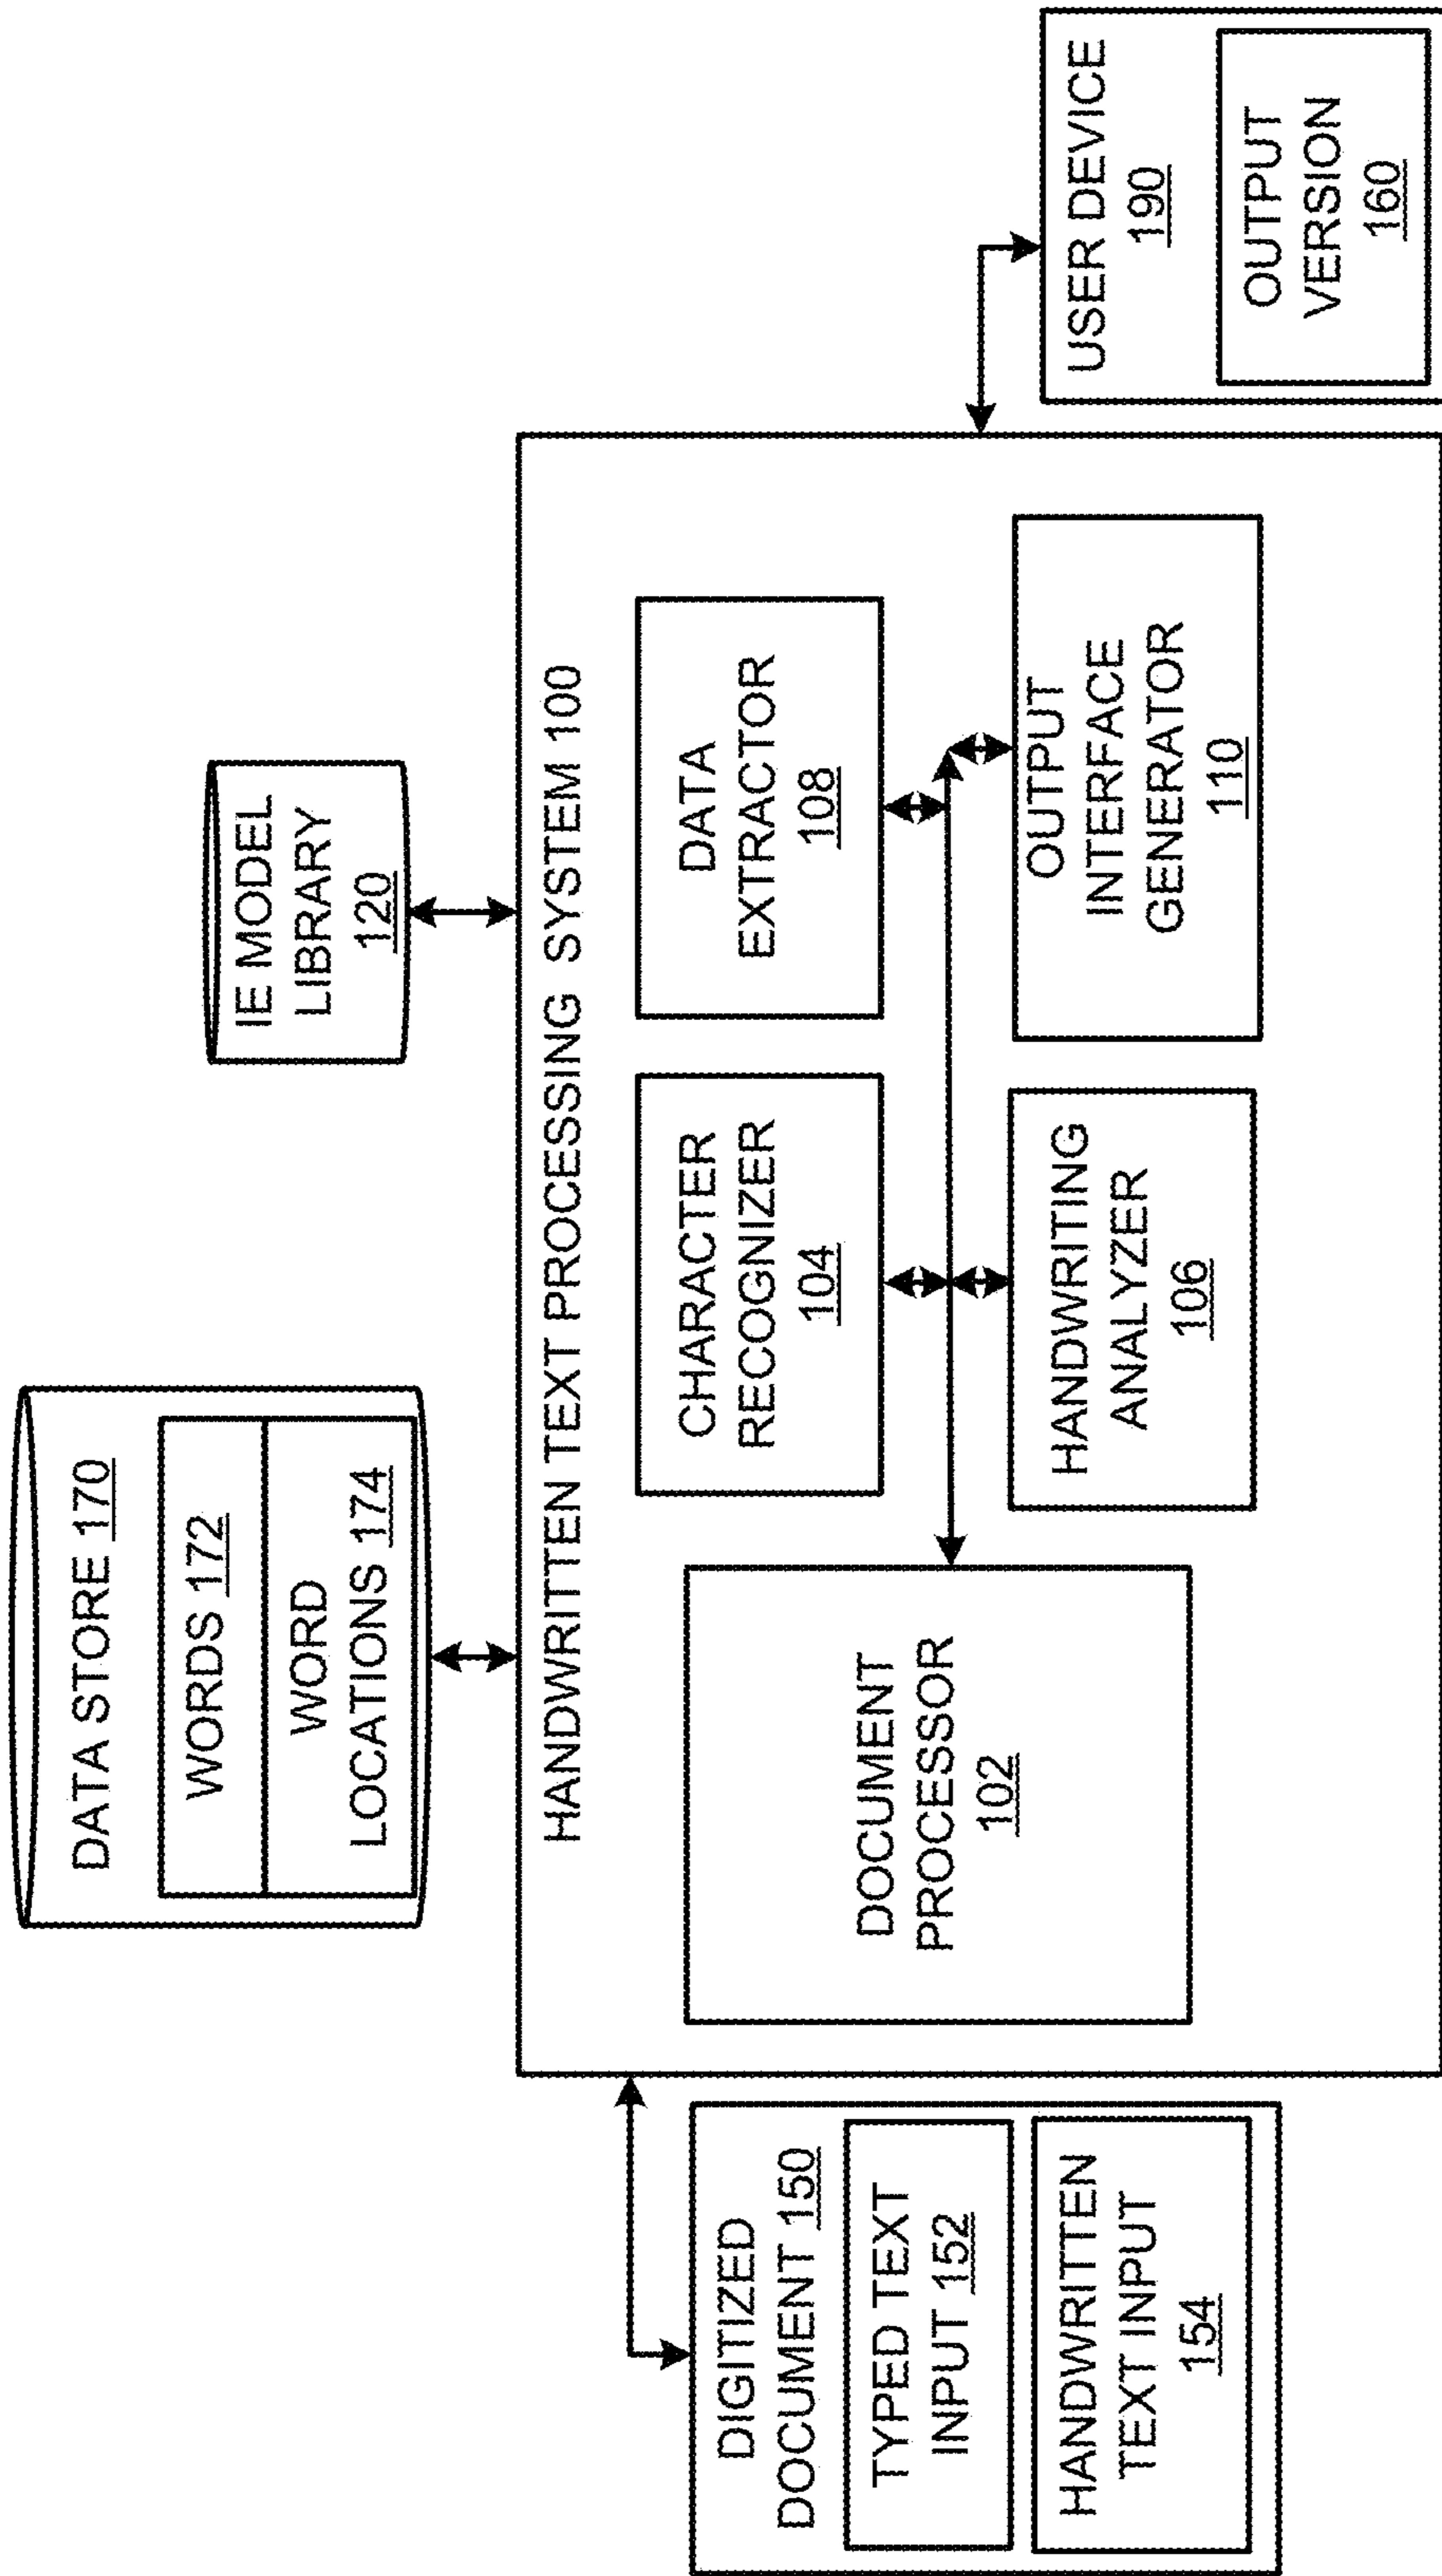 DATA STORE 170
WORDS 172
WORD
LOCATIONS 174
IE MODEL
LIBRARY
120
HANDWRITTEN TEXT PROCESSING SYSTEM 100
DIGITIZED
DOCUMENT 150
TYPED TEXT
INPUT 152
HANDWRITTEN
TEXT INPUT
154
DOCUMENT
PROCESSOR
102
CHARACTER
RECOGNIZER
104
DATA
EXTRACTOR
108
HANDWRITING
ANALYZER
106
OUTPUT
INTERFACE
GENERATOR
110
USER DEVICE
190
OUTPUT
VERSION
160